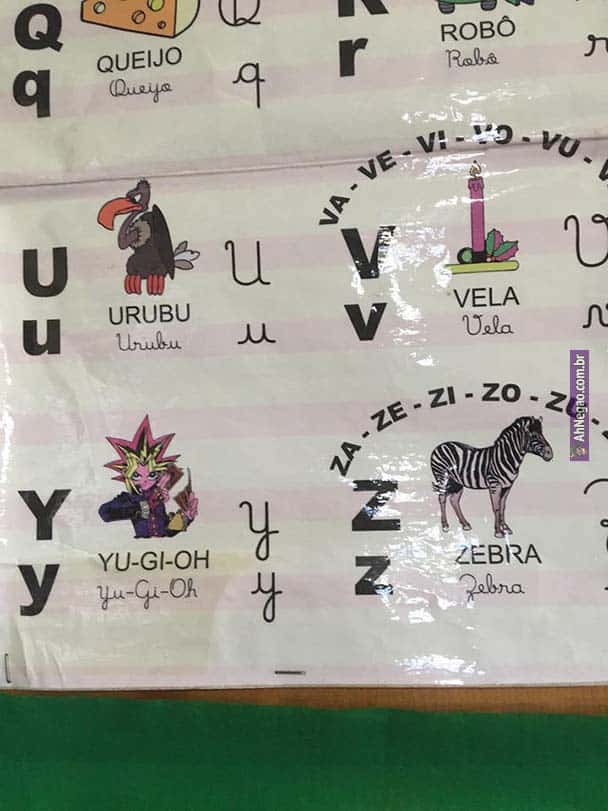 Q
q
QUEIJO
Queijo
q
r
ROBÔ
Robô
U
u
URUBU
Urubu
U
u
VA - VE - VI - VO - VU -
V
v
VELA
Vela
V
Y
y
YU-GI-OH
Yu-Gi-Oh
y
y
ZA - ZE - ZI - ZO - ZU -
Z
z
ZEBRA
Zebra
AhNegao.com.br